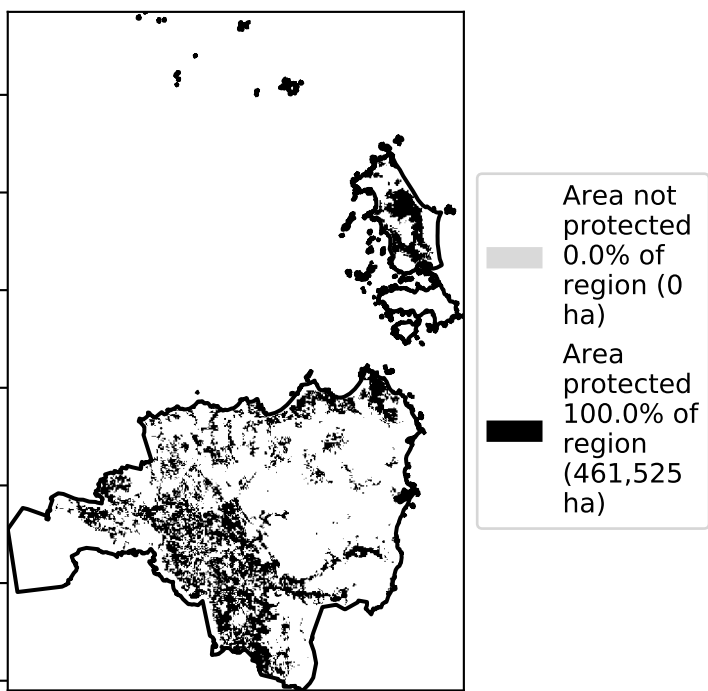 Area not
protected
0.0% of
region (0
ha)
Area
protected
100.0% of
region
(461,525
ha)